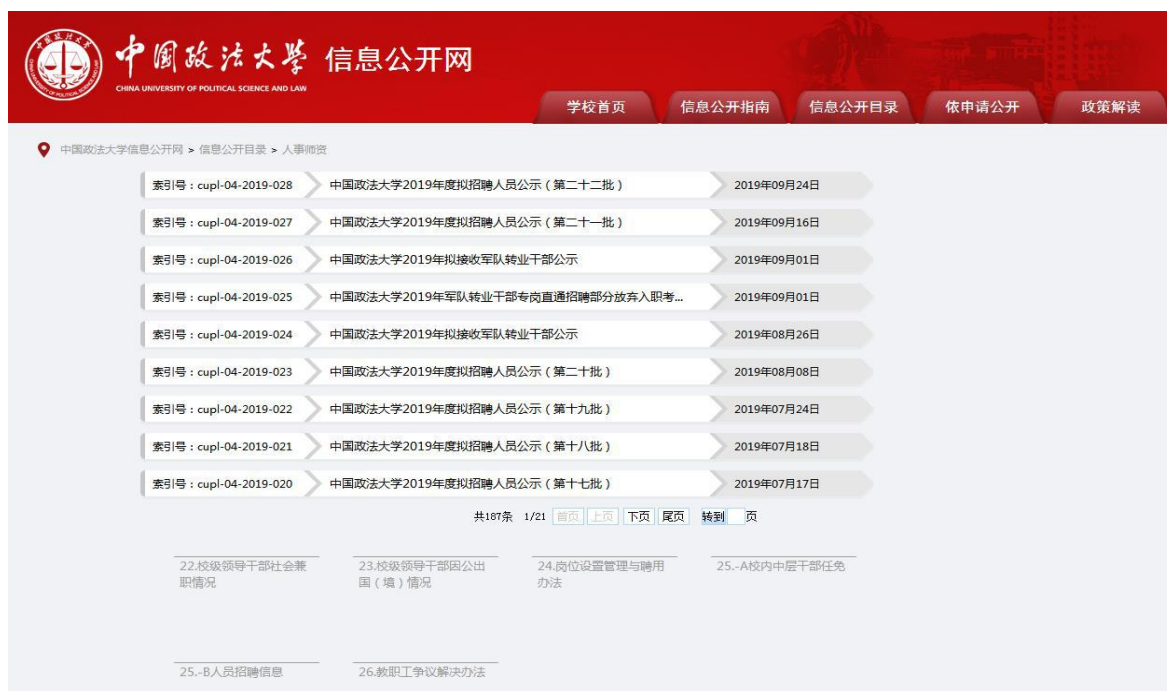 中国政法大学 信息公开网
CHINA UNIVERSITY OF POLITICAL SCIENCE AND LAW
学校首页 信息公开指南 信息公开目录 依申请公开 政策解读
中国政法大学信息公开网 > 信息公开目录 > 人事师资
索引号：cupl-04-2019-028 中国政法大学2019年度拟招聘人员公示（第二十二批） 2019年09月24日
索引号：cupl-04-2019-027 中国政法大学2019年度拟招聘人员公示（第二十一批） 2019年09月16日
索引号：cupl-04-2019-026 中国政法大学2019年拟接收军队转业干部公示 2019年09月01日
索引号：cupl-04-2019-025 中国政法大学2019年军队转业干部专岗直通招聘部分放弃入职考... 2019年09月01日
索引号：cupl-04-2019-024 中国政法大学2019年拟接收军队转业干部公示 2019年08月26日
索引号：cupl-04-2019-023 中国政法大学2019年度拟招聘人员公示（第二十批） 2019年08月08日
索引号：cupl-04-2019-022 中国政法大学2019年度拟招聘人员公示（第十九批） 2019年07月24日
索引号：cupl-04-2019-021 中国政法大学2019年度拟招聘人员公示（第十八批） 2019年07月18日
索引号：cupl-04-2019-020 中国政法大学2019年度拟招聘人员公示（第十七批） 2019年07月17日
共187条 1/21 首页 上页 下页 尾页 转到 页
22.校级领导干部社会兼
职情况
23.校级领导干部因公出
国（境）情况
24.岗位设置管理与聘用
办法
25.-A校内中层干部任免
25.-B人员招聘信息
26.教职工争议解决办法